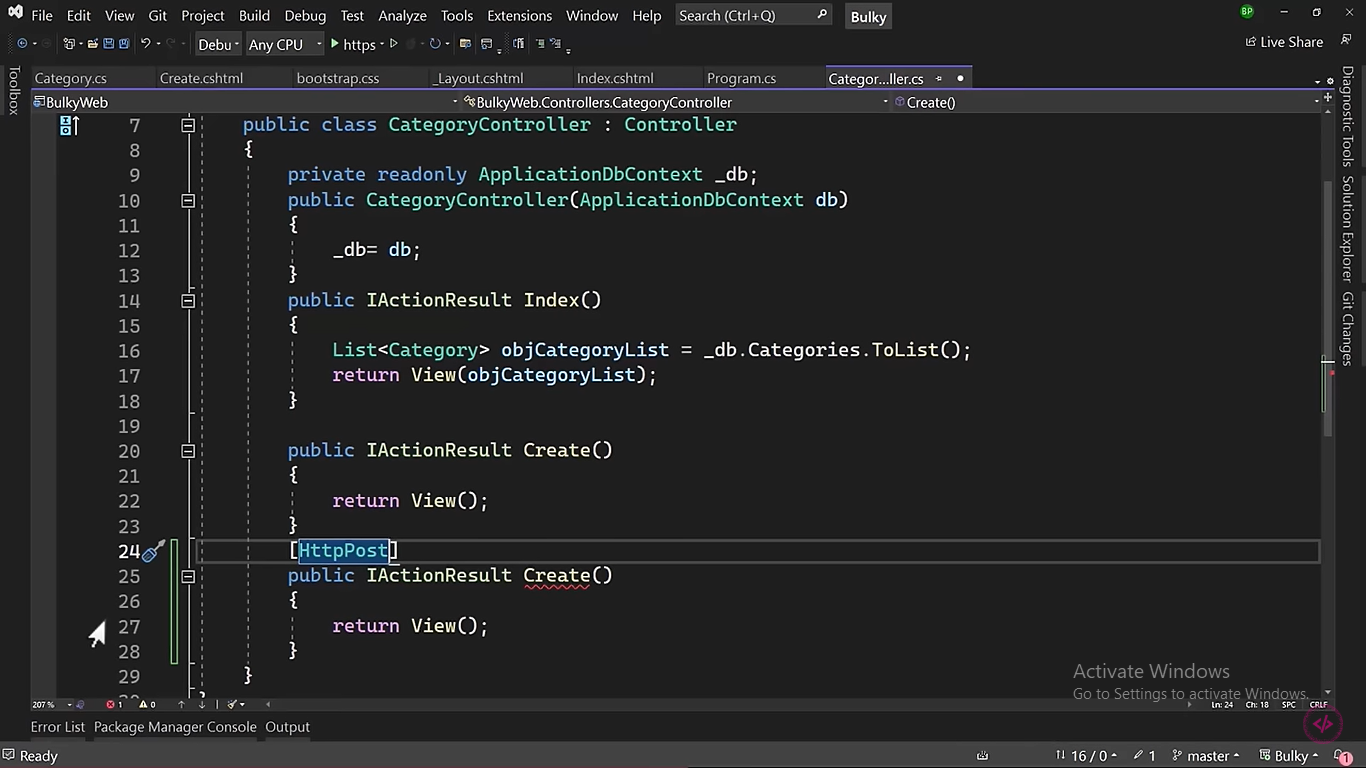 File Edit View Git Project Build Debug Test Analyze Tools Extensions Window Help Search (Ctrl+Q) Bulky BP
Debu Any CPU https Live Share
Category.cs Create.cshtml bootstrap.css _Layout.cshtml Index.cshtml Program.cs Categor...ller.cs
BulkyWeb BulkyWeb.Controllers.CategoryController Create()
Toolbox
Diagnostic Tools
Solution Explorer
Git Changes
7 public class CategoryController : Controller
8 {
9 private readonly ApplicationDbContext _db;
10 public CategoryController(ApplicationDbContext db)
11 {
12 _db= db;
13 }
14 public IActionResult Index()
15 {
16 List<Category> objCategoryList = _db.Categories.ToList();
17 return View(objCategoryList);
18 }
19
20 public IActionResult Create()
21 {
22 return View();
23 }
24 [HttpPost]
25 public IActionResult Create()
26 {
27 return View();
28 }
29 }
Activate Windows
Go to Settings to activate Windows.
207 % 1 0 Ln: 24 Ch: 18 SPC CRLF
Error List Package Manager Console Output
Ready 16 / 0 1 master Bulky 1